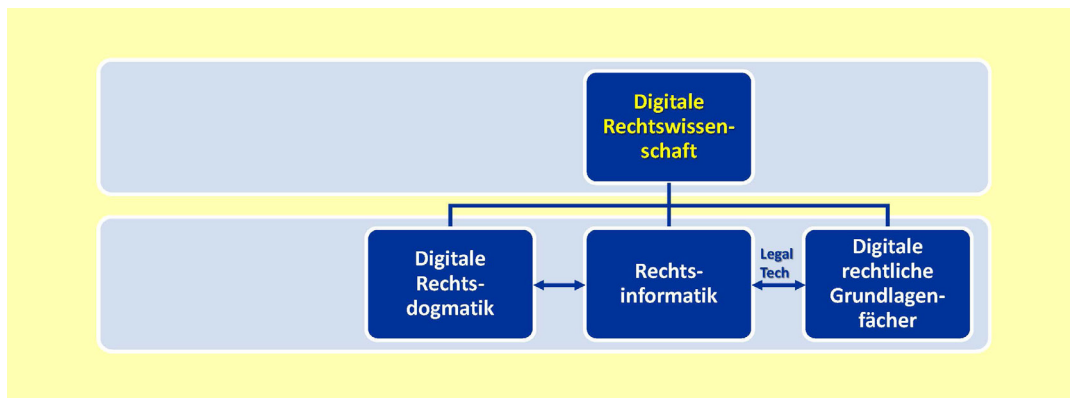 Digitale
Rechtswissen-
schaft
Digitale
Rechts-
dogmatik
Rechts-
informatik
Legal
Tech
Digitale
rechtliche
Grundlagen-
fächer